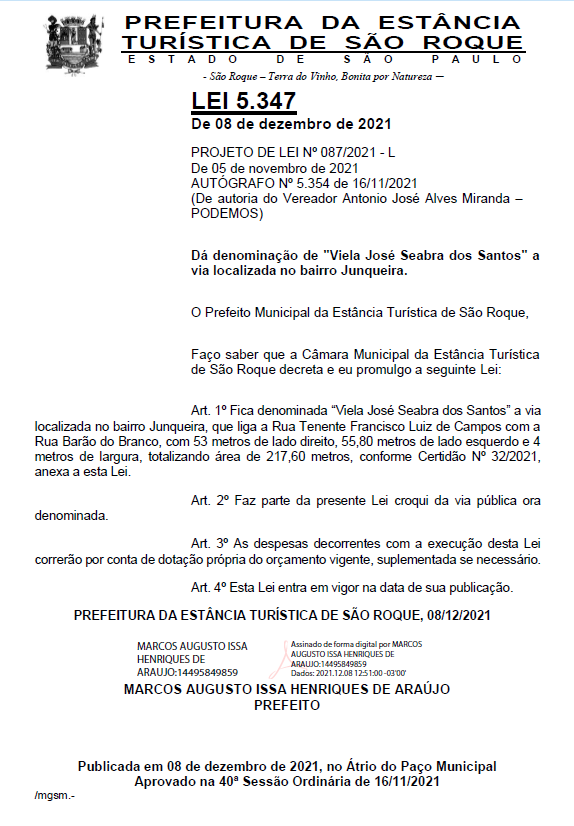 PREFEITURA DA ESTÂNCIA
TURÍSTICA DE SÃO ROQUE
ESTADO DE SÃO PAULO
- São Roque – Terra do Vinho, Bonita por Natureza –
LEI 5.347
De 08 de dezembro de 2021
PROJETO DE LEI Nº 087/2021 - L
De 05 de novembro de 2021
AUTÓGRAFO Nº 5.354 de 16/11/2021
(De autoria do Vereador Antonio José Alves Miranda –
PODEMOS)
Dá denominação de "Viela José Seabra dos Santos" a
via localizada no bairro Junqueira.
O Prefeito Municipal da Estância Turística de São Roque,
Faço saber que a Câmara Municipal da Estância Turística
de São Roque decreta e eu promulgo a seguinte Lei:
Art. 1º Fica denominada “Viela José Seabra dos Santos” a via
localizada no bairro Junqueira, que liga a Rua Tenente Francisco Luiz de Campos com a
Rua Barão do Branco, com 53 metros de lado direito, 55,80 metros de lado esquerdo e 4
metros de largura, totalizando área de 217,60 metros, conforme Certidão Nº 32/2021,
anexa a esta Lei.
Art. 2º Faz parte da presente Lei croqui da via pública ora
denominada.
Art. 3º As despesas decorrentes com a execução desta Lei
correrão por conta de dotação própria do orçamento vigente, suplementada se necessário.
Art. 4º Esta Lei entra em vigor na data de sua publicação.
PREFEITURA DA ESTÂNCIA TURÍSTICA DE SÃO ROQUE, 08/12/2021
MARCOS AUGUSTO ISSA
HENRIQUES DE
ARAUJO:14495849859
Assinado de forma digital por MARCOS
AUGUSTO ISSA HENRIQUES DE
ARAUJO:14495849859
Dados: 2021.12.08 12:51:00 -03'00'
MARCOS AUGUSTO ISSA HENRIQUES DE ARAÚJO
PREFEITO
Publicada em 08 de dezembro de 2021, no Átrio do Paço Municipal
Aprovado na 40ª Sessão Ordinária de 16/11/2021
/mgsm.-